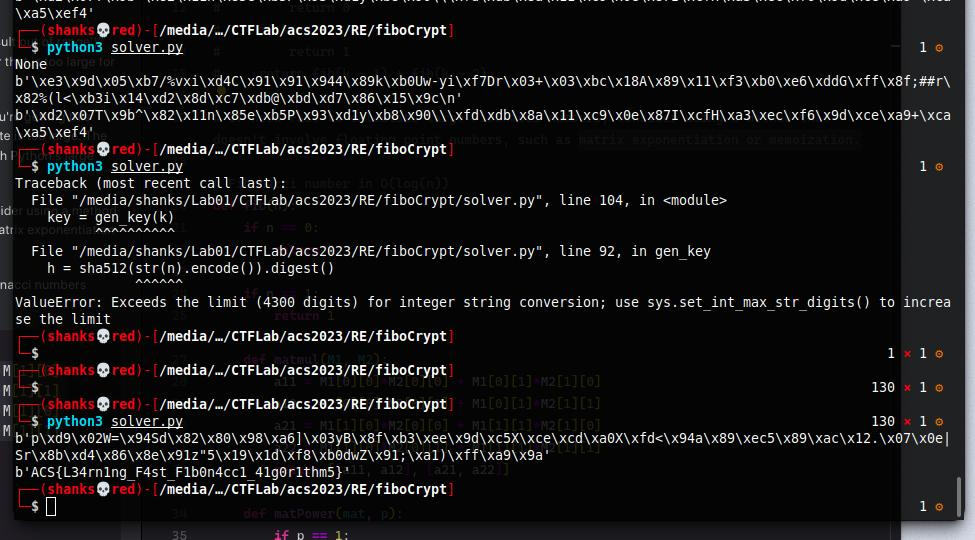 \xa5\xef4'
┌──(shanks💀red)-[/media/…/CTFLab/acs2023/RE/fiboCrypt]
└─$ python3 solver.py 1 ⚙
None
b'\xe3\x9d\x05\xb7/%vxi\xd4C\x91\x91\x944\x89k\xb0Uw-yi\xf7Dr\x03+\x03\xbc\x18A\x89\x11\xf3\xb0\xe6\xddG\xff\x8f;##r\
x82%(l<\xb3i\x14\xd2\x8d\xc7\xdb@\xbd\xd7\x86\x15\x9c\n'
b'\xd2\x07T\x9b^\x82\x11n\x85e\xb5P\x93\xd1y\xb8\x90\\\xfd\xdb\x8a\x11\xc9\x0e\x87I\xcfH\xa3\xec\xf6\x9d\xce\xa9+\xca
\xa5\xef4'
┌──(shanks💀red)-[/media/…/CTFLab/acs2023/RE/fiboCrypt]
└─$ python3 solver.py 1 ⚙
Traceback (most recent call last):
File "/media/shanks/Lab01/CTFLab/acs2023/RE/fiboCrypt/solver.py", line 104, in <module>
key = gen_key(k)
^^^^^^^^^^
File "/media/shanks/Lab01/CTFLab/acs2023/RE/fiboCrypt/solver.py", line 92, in gen_key
h = sha512(str(n).encode()).digest()
^^^^^^
ValueError: Exceeds the limit (4300 digits) for integer string conversion; use sys.set_int_max_str_digits() to increa
se the limit
┌──(shanks💀red)-[/media/…/CTFLab/acs2023/RE/fiboCrypt]
└─$ 1 ⨯ 1 ⚙
┌──(shanks💀red)-[/media/…/CTFLab/acs2023/RE/fiboCrypt]
└─$ 130 ⨯ 1 ⚙
┌──(shanks💀red)-[/media/…/CTFLab/acs2023/RE/fiboCrypt]
└─$ python3 solver.py 130 ⨯ 1 ⚙
b'p\xd9\x02W=\x94Sd\x82\x80\x98\xa6]\x03yB\x8f\xb3\xee\x9d\xc5X\xce\xcd\xa0X\xfd<\x94a\x89\xec5\x89\xac\x12.\x07\x0e|
Sr\x8b\xd4\x86\x8e\x91z"5\x19\x1d\xf8\xb0dwZ\x91;\xa1)\xff\xa9\x9a'
b'ACS{L34rn1ng_F4st_F1b0n4cc1_41g0r1thm5}'
┌──(shanks💀red)-[/media/…/CTFLab/acs2023/RE/fiboCrypt]
└─$ 1 ⚙
34 def matPower(mat, p):
35 if p == 1: